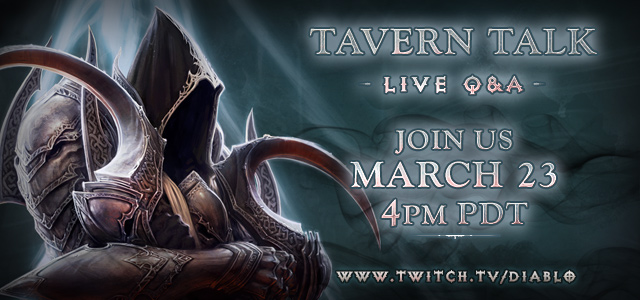 TAVERN TALK
- LIVE Q&A -
JOIN US
MARCH 23
4PM PDT
WWW.TWITCH.TV/DIABLO